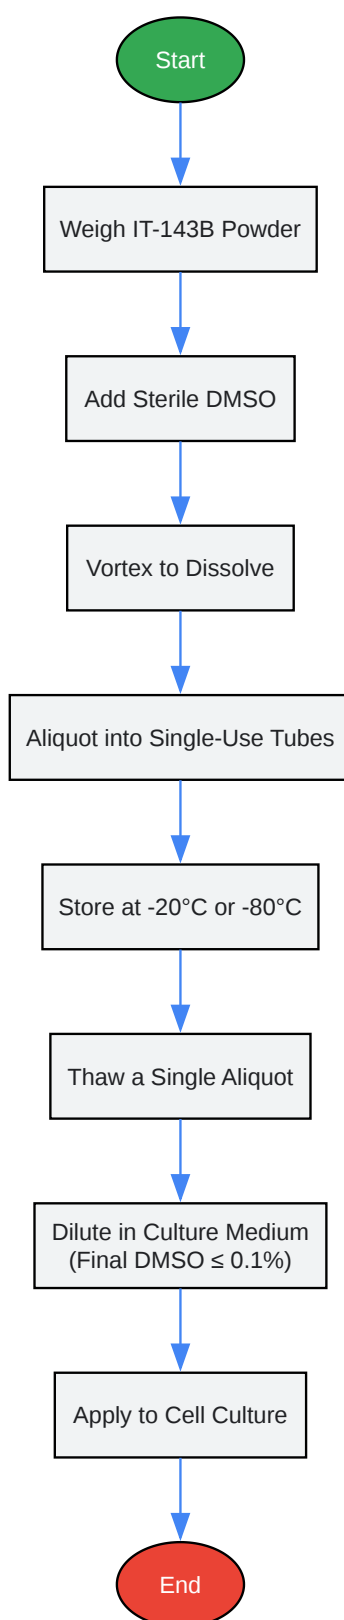 Start
Weigh IT-143B Powder
Add Sterile DMSO
Vortex to Dissolve
Aliquot into Single-Use Tubes
Store at -20°C or -80°C
Thaw a Single Aliquot
Dilute in Culture Medium
(Final DMSO ≤ 0.1%)
Apply to Cell Culture
End